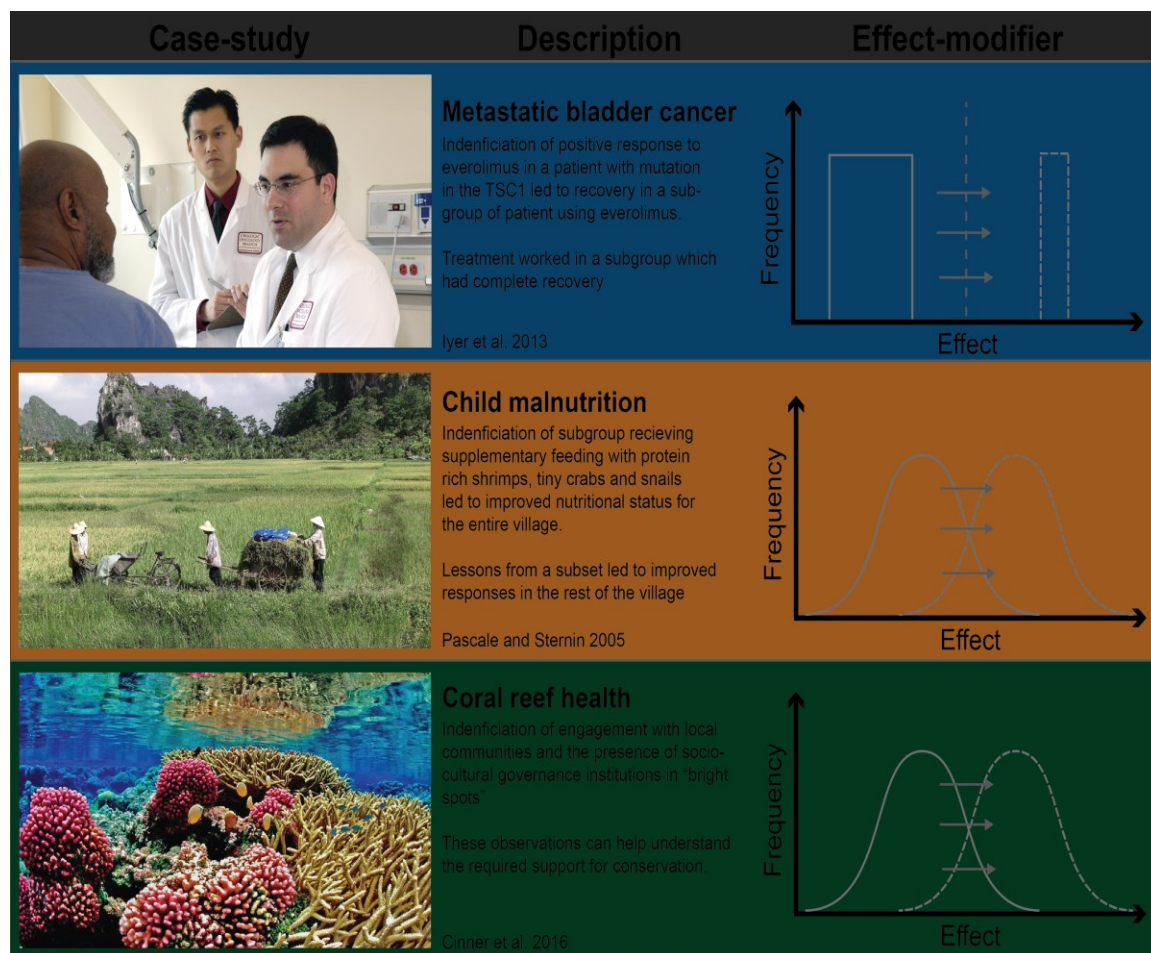 Case-study
Description
Effect-modifier
Metastatic bladder cancer
Indenficiation of positive response to
everolimus in a patient with mutation
in the TSC1 led to recovery in a sub-
group of patient using everolimus.
Treatment worked in a subgroup which
had complete recovery
Iyer et al. 2013
Frequency
Effect
Child malnutrition
Indenficiation of subgroup recieving
supplementary feeding with protein
rich shrimps, tiny crabs and snails
led to improved nutritional status for
the entire village.
Lessons from a subset led to improved
responses in the rest of the village
Pascale and Sternin 2005
Frequency
Effect
Coral reef health
Indenficiation of engagement with local
communities and the presence of socio-
cultural governance institutions in “bright
spots”
These observations can help understand
the required support for conservation.
Cinner et al. 2016
Frequency
Effect